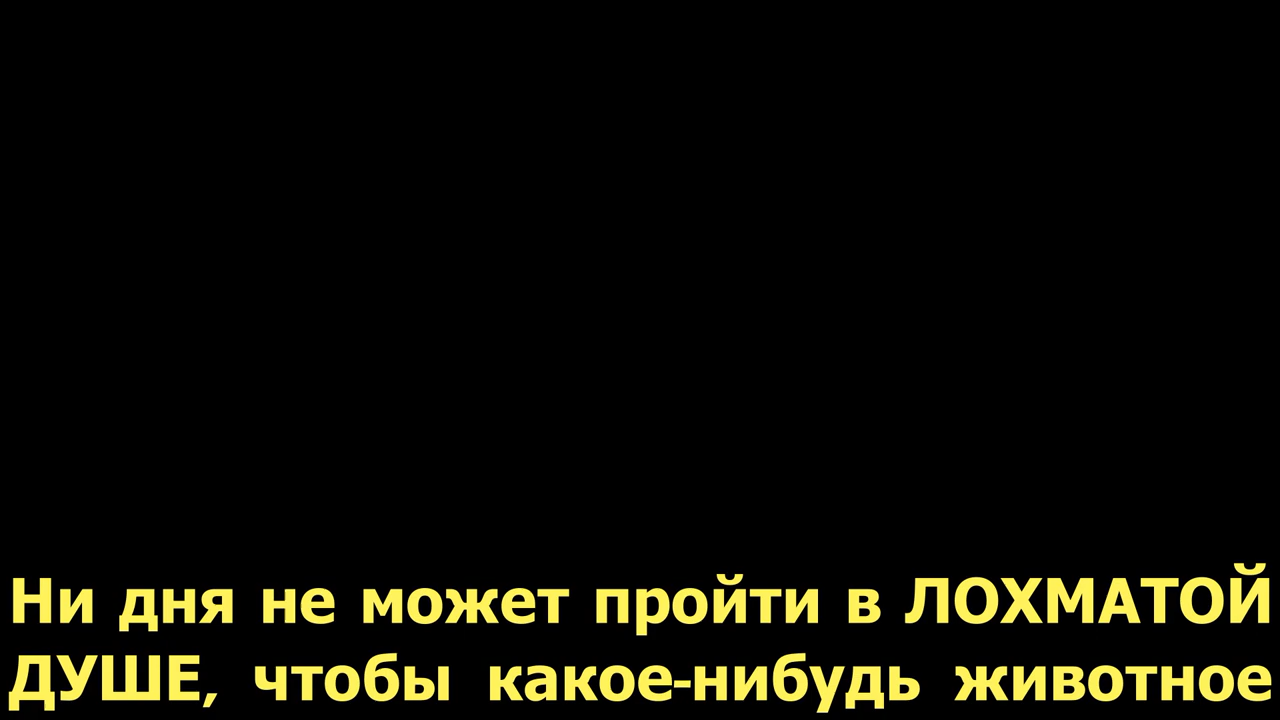 Ни дня не может пройти в ЛОХМАТОЙ
ДУШЕ, чтобы какое-нибудь животное